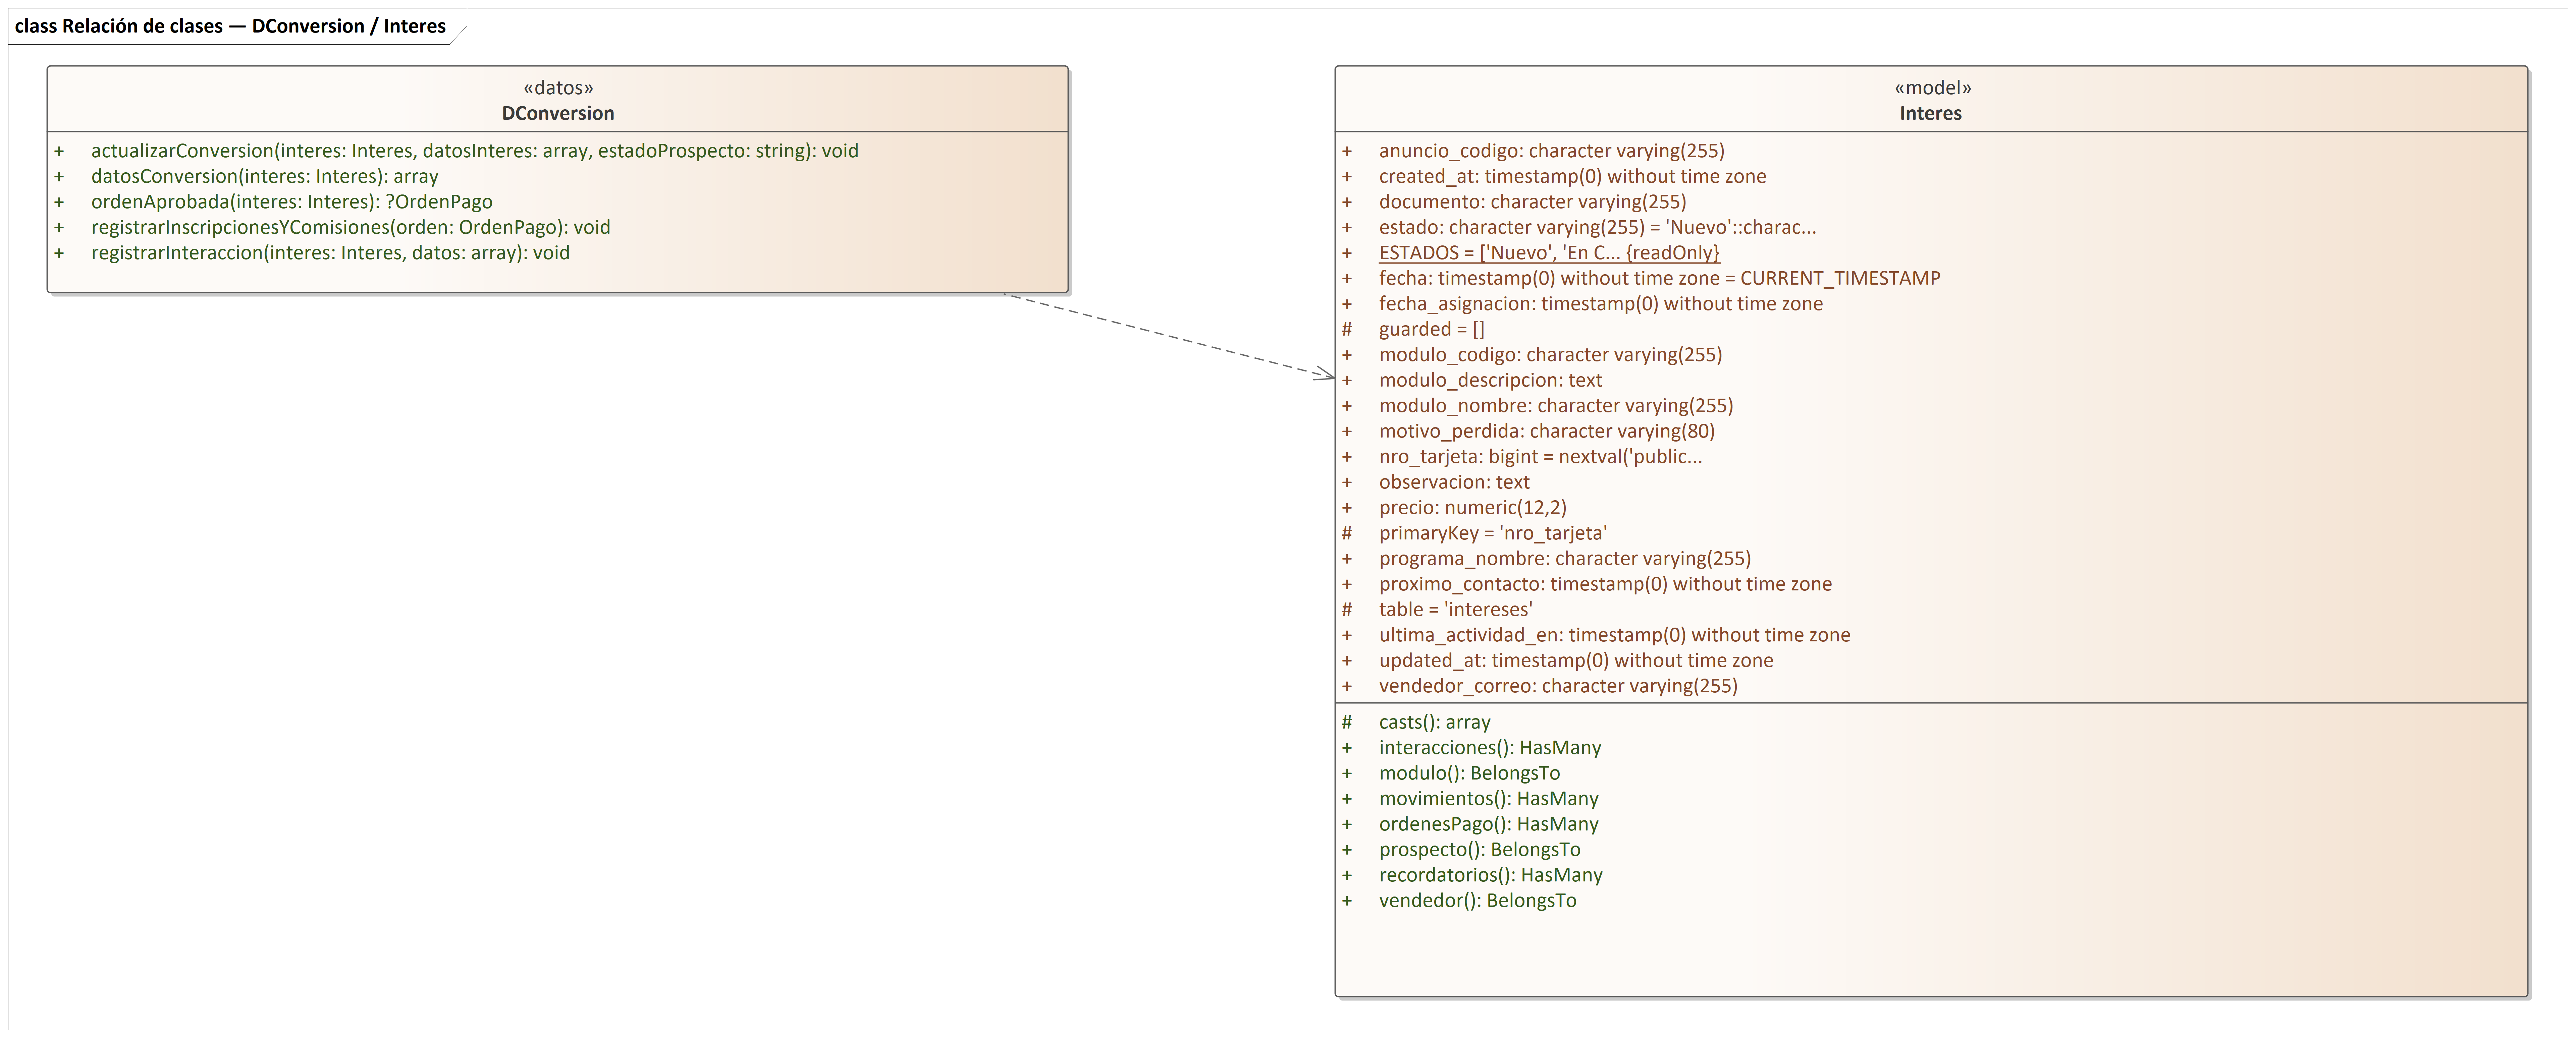 class Relación de clases — DConversion / Interes
«datos»
DConversion
+ actualizarConversion(interes: Interes, datosInteres: array, estadoProspecto: string): void
+ datosConversion(interes: Interes): array
+ ordenAprobada(interes: Interes): ?OrdenPago
+ registrarInscripcionesYComisiones(orden: OrdenPago): void
+ registrarInteraccion(interes: Interes, datos: array): void
«model»
Interes
+ anuncio_codigo: character varying(255)
+ created_at: timestamp(0) without time zone
+ documento: character varying(255)
+ estado: character varying(255) = 'Nuevo'::charac...
+ ESTADOS = ['Nuevo', 'En C... {readOnly}
+ fecha: timestamp(0) without time zone = CURRENT_TIMESTAMP
+ fecha_asignacion: timestamp(0) without time zone
# guarded = []
+ modulo_codigo: character varying(255)
+ modulo_descripcion: text
+ modulo_nombre: character varying(255)
+ motivo_perdida: character varying(80)
+ nro_tarjeta: bigint = nextval('public...
+ observacion: text
+ precio: numeric(12,2)
# primaryKey = 'nro_tarjeta'
+ programa_nombre: character varying(255)
+ proximo_contacto: timestamp(0) without time zone
# table = 'intereses'
+ ultima_actividad_en: timestamp(0) without time zone
+ updated_at: timestamp(0) without time zone
+ vendedor_correo: character varying(255)
# casts(): array
+ interacciones(): HasMany
+ modulo(): BelongsTo
+ movimientos(): HasMany
+ ordenesPago(): HasMany
+ prospecto(): BelongsTo
+ recordatorios(): HasMany
+ vendedor(): BelongsTo